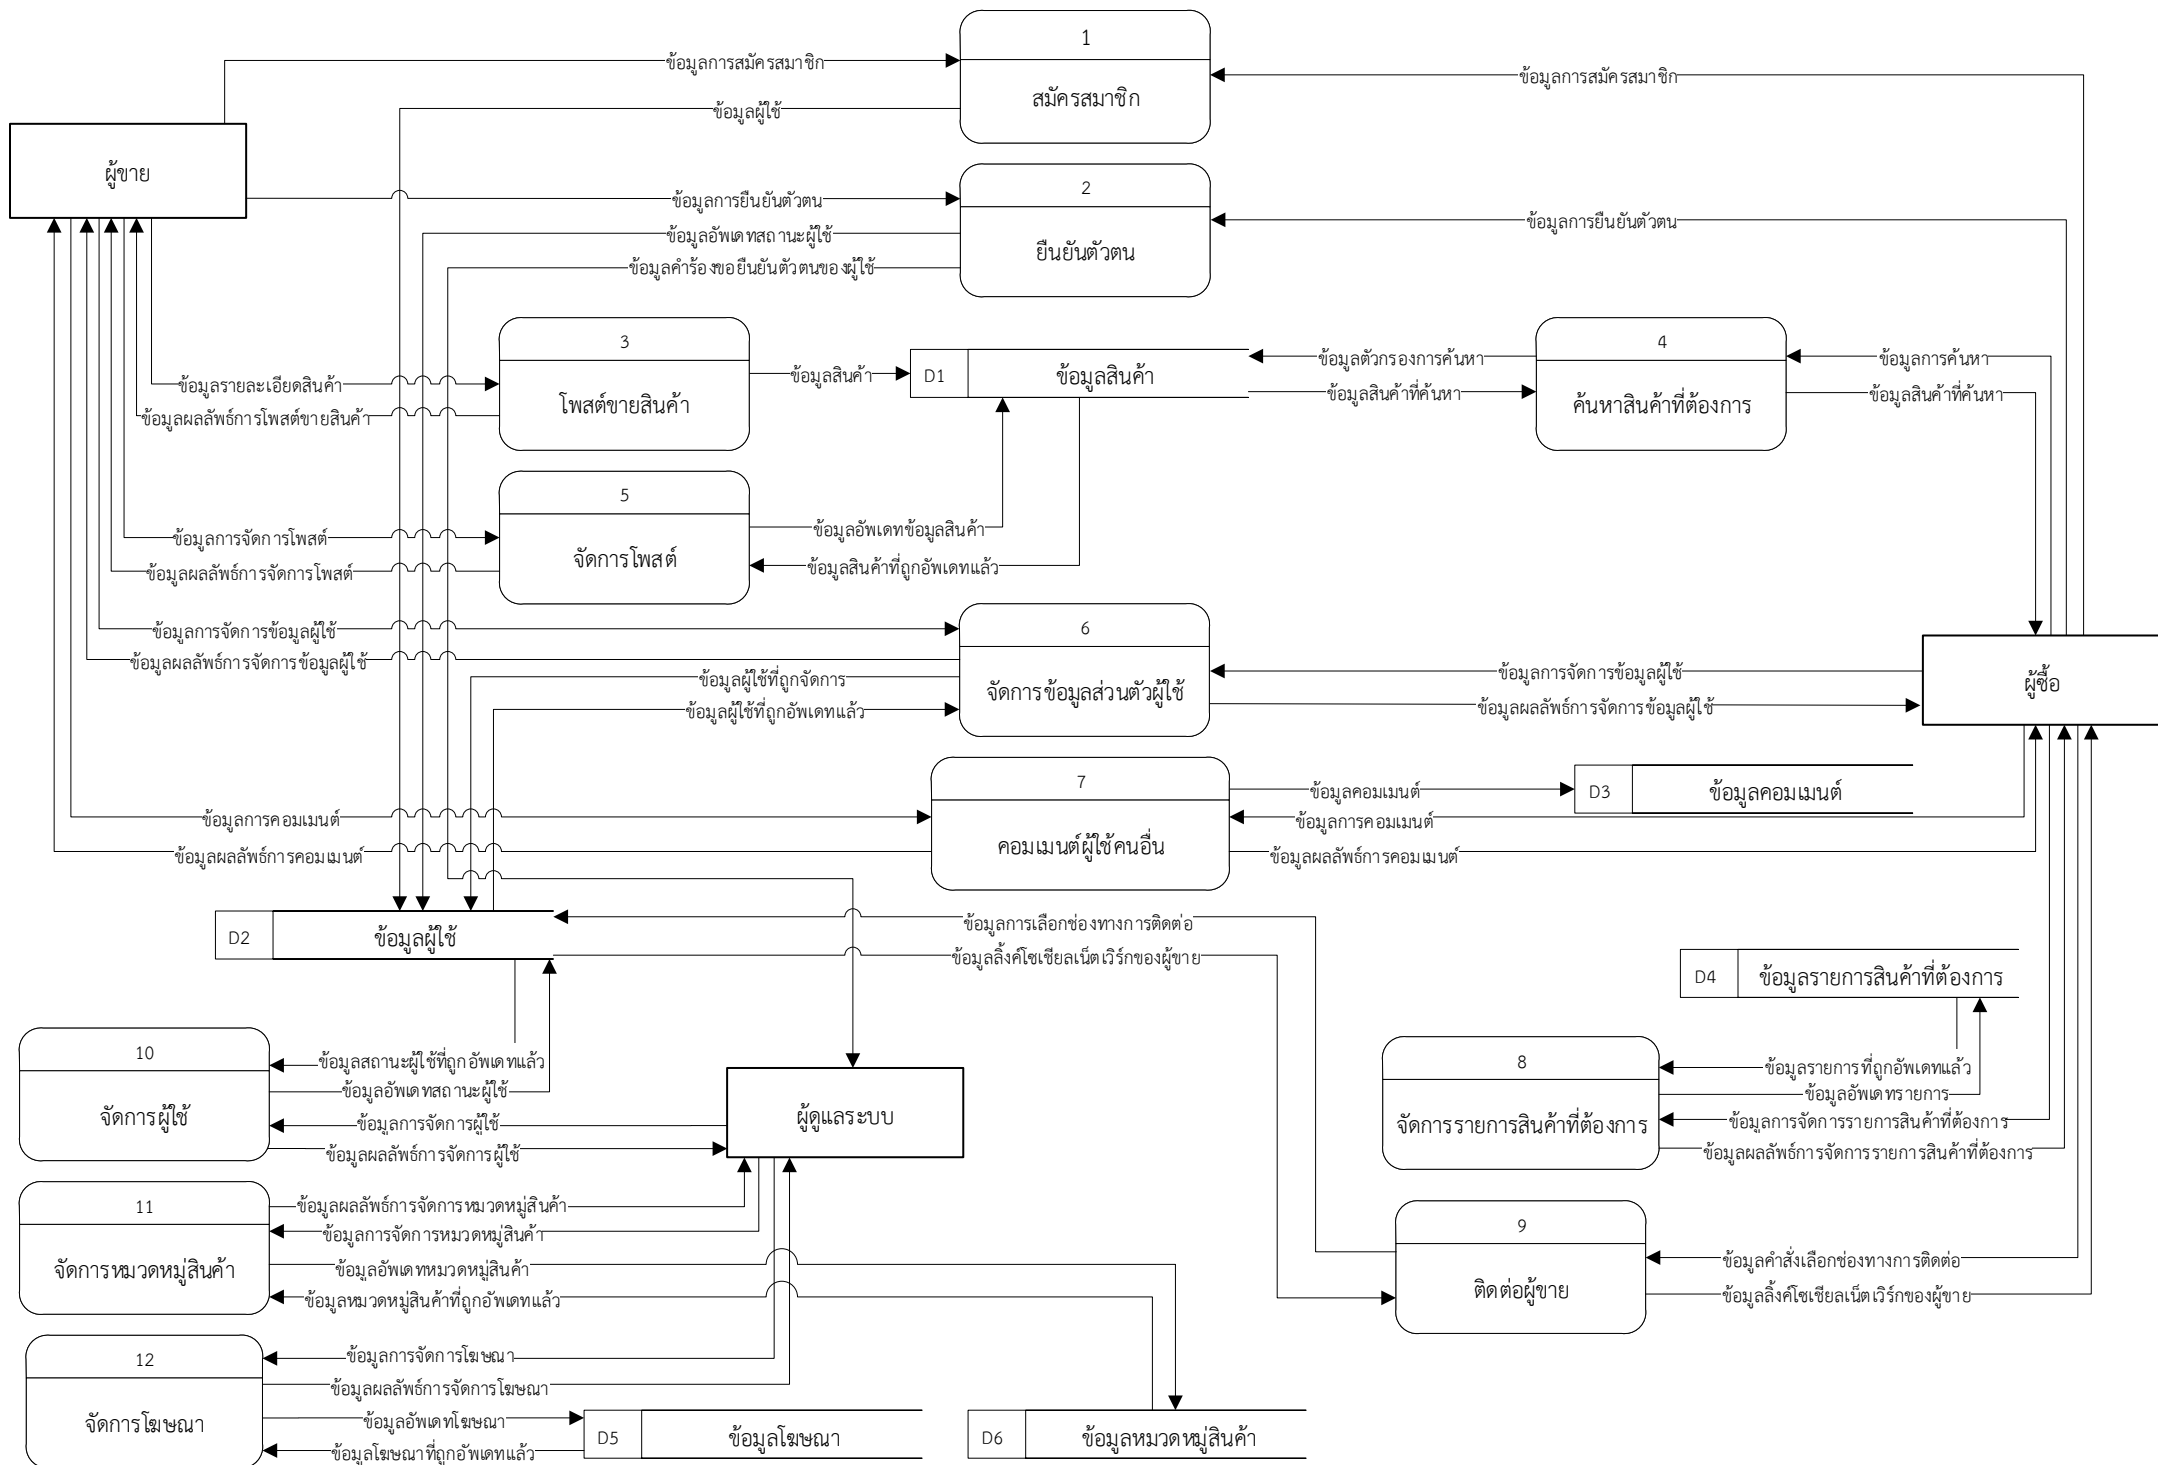 1
ข้อมูลการสมัครสมาชิก
ข้อมูลการสมัครสมาชิก
สมัครสมาชิก
ข้อมูลผู้ใช้
ผู้ขาย
2
ข้อมูลการยืนยันตัวตน
ข้อมูลการยืนยันตัวตน
ข้อมูลอัพเดทสถานะผู้ใช้
ยืนยันตัวตน
ข้อมูลคำร้องขอยืนยันตัวตนของผู้ใช้
3
4
ข้อมูลตัวกรองการค้นหา
ข้อมูลการค้นหา
ข้อมูลสินค้า
D1
ข้อมูลสินค้า
ข้อมูลรายละเอียดสินค้า
ข้อมูลสินค้าที่ค้นหา
ข้อมูลสินค้าที่ค้นหา
โพสต์ขายสินค้า
ค้นหาสินค้าที่ต้องการ
ข้อมูลผลลัพธ์การโพสต์ขายสินค้า
5
ข้อมูลอัพเดทข้อมูลสินค้า
ข้อมูลการจัดการโพสต์
จัดการโพสต์
ข้อมูลสินค้าที่ถูกอัพเดทแล้ว
ข้อมูลผลลัพธ์การจัดการโพสต์
6
ข้อมูลการจัดการข้อมูลผู้ใช้
ข้อมูลผลลัพธ์การจัดการข้อมูลผู้ใช้
ข้อมูลการจัดการข้อมูลผู้ใช้
ข้อมูลผู้ใช้ที่ถูกจัดการ
จัดการข้อมูลส่วนตัวผู้ใช้
ผู้ซื้อ
ข้อมูลผู้ใช้ที่ถูกอัพเดทแล้ว
ข้อมูลผลลัพธ์การจัดการข้อมูลผู้ใช้
7
ข้อมูลคอมเมนต์
D3
ข้อมูลคอมเมนต์
ข้อมูลการคอมเมนต์
ข้อมูลการคอมเมนต์
คอมเมนต์ผู้ใช้คนอื่น
ข้อมูลผลลัพธ์การคอมเมนต์
ข้อมูลผลลัพธ์การคอมเมนต์
ข้อมูลการเลือกช่องทางการติดต่อ
D2
ข้อมูลผู้ใช้
ข้อมูลลิ้งค์โซเชียลเน็ตเวิร์กของผู้ขาย
D4
ข้อมูลรายการสินค้าที่ต้องการ
10
ข้อมูลสถานะผู้ใช้ที่ถูกอัพเดทแล้ว
8
ข้อมูลรายการที่ถูกอัพเดทแล้ว
ข้อมูลอัพเดทสถานะผู้ใช้
ข้อมูลอัพเดทรายการ
จัดการผู้ใช้
ข้อมูลการจัดการผู้ใช้
ผู้ดูแลระบบ
จัดการรายการสินค้าที่ต้องการ
ข้อมูลการจัดการรายการสินค้าที่ต้องการ
ข้อมูลผลลัพธ์การจัดการผู้ใช้
ข้อมูลผลลัพธ์การจัดการรายการสินค้าที่ต้องการ
11
ข้อมูลผลลัพธ์การจัดการหมวดหมู่สินค้า
ข้อมูลการจัดการหมวดหมู่สินค้า
9
จัดการหมวดหมู่สินค้า
ข้อมูลอัพเดทหมวดหมู่สินค้า
ข้อมูลคำสั่งเลือกช่องทางการติดต่อ
ข้อมูลหมวดหมู่สินค้าที่ถูกอัพเดทแล้ว
ติดต่อผู้ขาย
ข้อมูลลิ้งค์โซเชียลเน็ตเวิร์กของผู้ขาย
12
ข้อมูลการจัดการโฆษณา
ข้อมูลผลลัพธ์การจัดการโฆษณา
จัดการโฆษณา
ข้อมูลอัพเดทโฆษณา
ข้อมูลโฆษณาที่ถูกอัพเดทแล้ว
D5
ข้อมูลโฆษณา
D6
ข้อมูลหมวดหมู่สินค้า